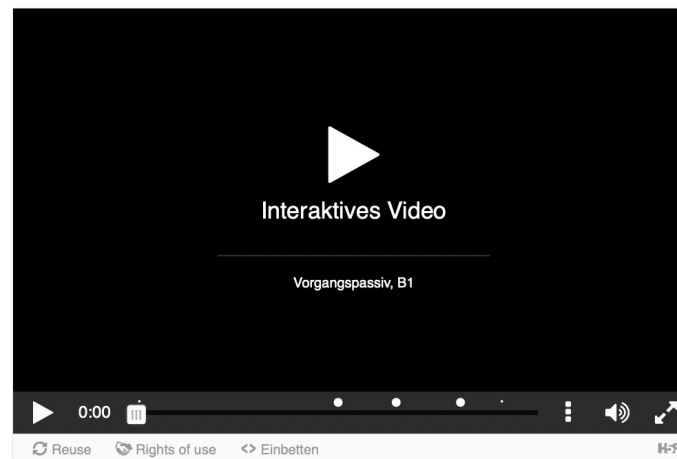 Interaktives Video
Vorgangspassiv, B1
0:00
Reuse Rights of use <> Einbetten